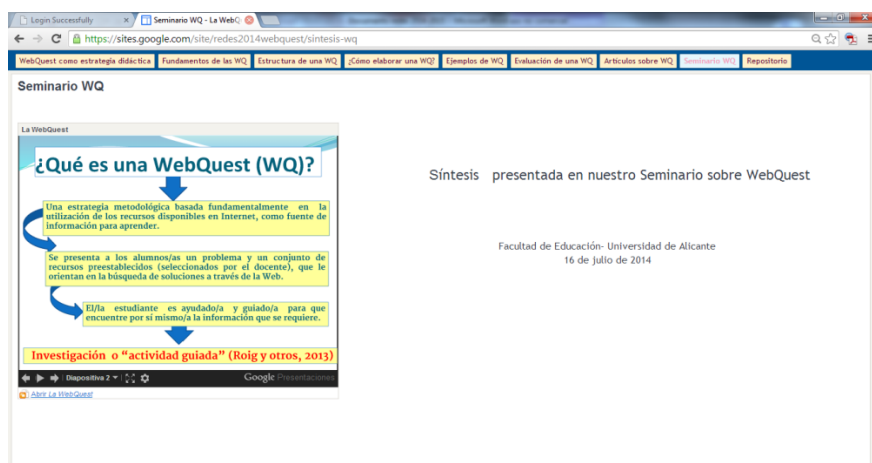 Login Successfully
Seminario WQ - La WebQ
https://sites.google.com/site/redes2014webquest/sintesis-wq
WebQuest como estrategia didáctica Fundamentos de las WQ Estructura de una WQ ¿Cómo elaborar una WQ? Ejemplos de WQ Evaluación de una WQ Artículos sobre WQ Seminario WQ Repositorio
Seminario WQ
La WebQuest
¿Qué es una WebQuest (WQ)?
Una estrategia metodológica basada fundamentalmente en la
utilización de los recursos disponibles en Internet, como fuente de
información para aprender.
Se presenta a los alumnos/as un problema y un conjunto de
recursos preestablecidos (seleccionados por el docente), que le
orientan en la búsqueda de soluciones a través de la Web.
El/la estudiante es ayudado/a y guiado/a para que
encuentre por sí mismo/a la información que se requiere.
Investigación o "actividad guiada" (Roig y otros, 2013)
Diapositiva 2
Google Presentaciones
Abrir La WebQuest
Síntesis presentada en nuestro Seminario sobre WebQuest
Facultad de Educación- Universidad de Alicante
16 de julio de 2014